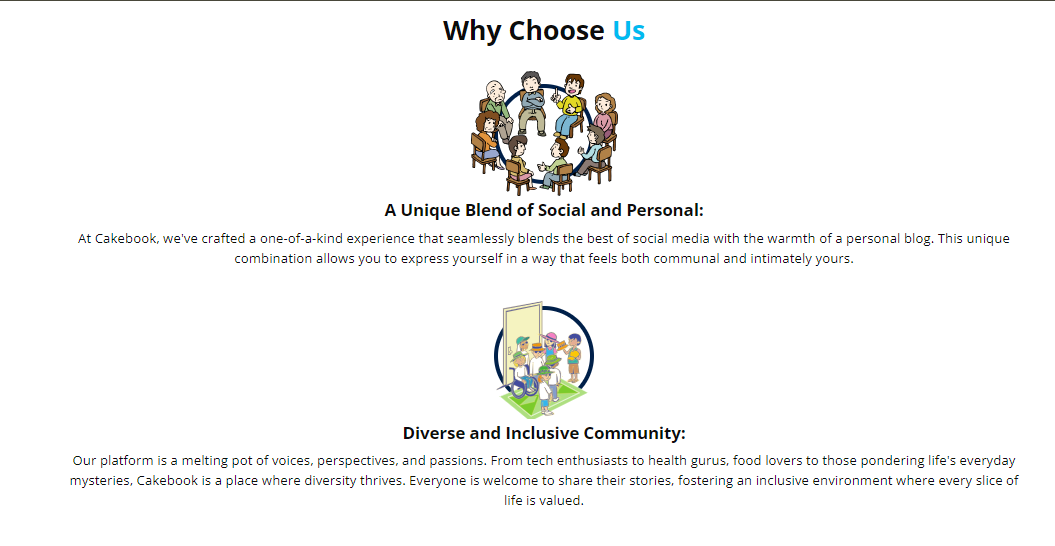 Why Choose Us
A Unique Blend of Social and Personal:
At Cakebook, we've crafted a one-of-a-kind experience that seamlessly blends the best of social media with the warmth of a personal blog. This unique
combination allows you to express yourself in a way that feels both communal and intimately yours.
Diverse and Inclusive Community:
Our platform is a melting pot of voices, perspectives, and passions. From tech enthusiasts to health gurus, food lovers to those pondering life's everyday
mysteries, Cakebook is a place where diversity thrives. Everyone is welcome to share their stories, fostering an inclusive environment where every slice of
life is valued.